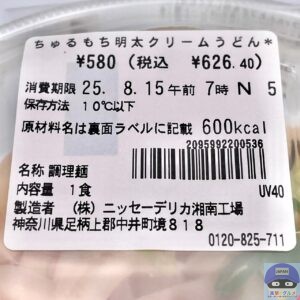 ちゅるもち明太クリームうどん*
¥580 (税込 ¥626.40)
消費期限 25. 8.15午前 7時 N 5
保存方法 10℃以下
原材料名は裏面ラベルに記載 600kcal
2095992200536
名称 調理麺
内容量 1食 UV40
製造者 (株)ニッセーデリカ湘南工場
神奈川県足柄上郡中井町境818
0120-825-711